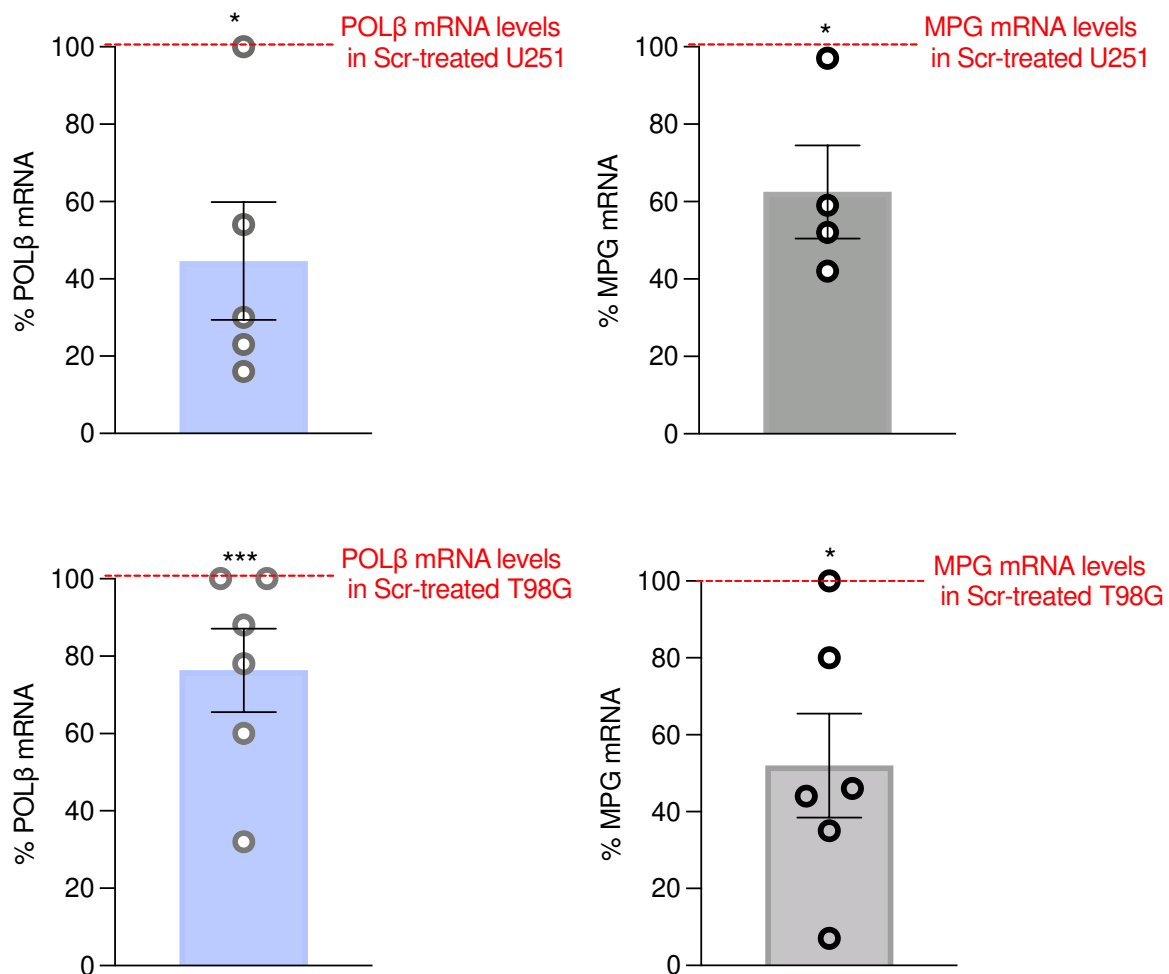 *
POLβ mRNA levels
in Scr-treated U251
100
80
60
40
20
0
% POLβ mRNA
*
MPG mRNA levels
in Scr-treated U251
100
80
60
40
20
0
% MPG mRNA
***
POLβ mRNA levels
in Scr-treated T98G
100
80
60
40
20
0
% POLβ mRNA
*
MPG mRNA levels
in Scr-treated T98G
100
80
60
40
20
0
% MPG mRNA